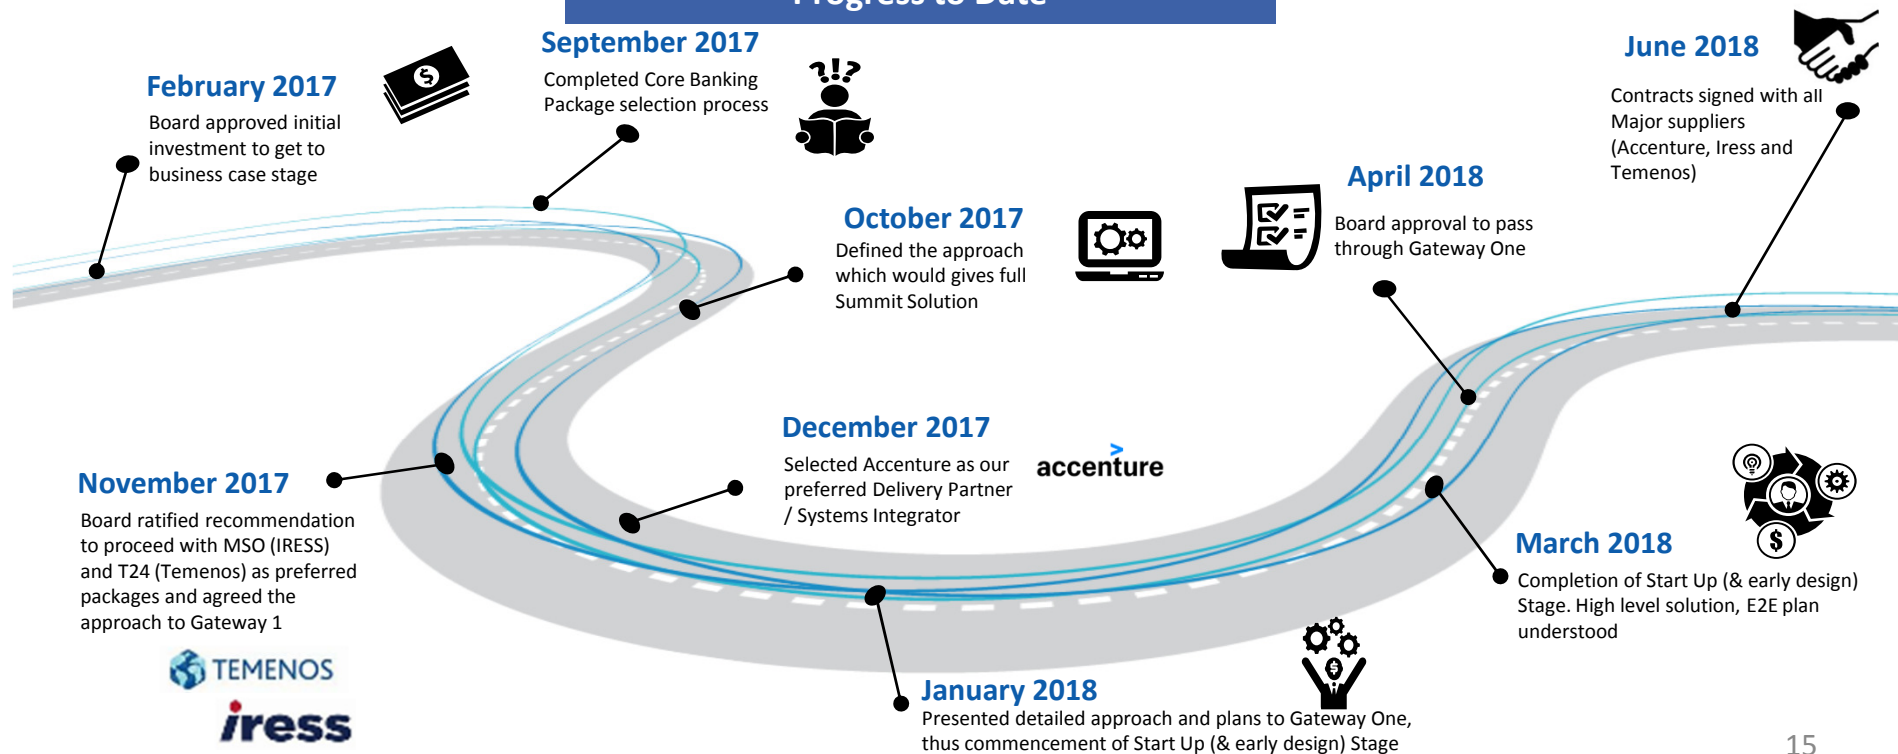 Progress to Date
February 2017
Board approved initial
investment to get to
business case stage
September 2017
Completed Core Banking
Package selection process
October 2017
Defined the approach
which would gives full
Summit Solution
November 2017
Board ratified recommendation
to proceed with MSO (IRESS)
and T24 (Temenos) as preferred
packages and agreed the
approach to Gateway 1
TEMENOS
iress
December 2017
Selected Accenture as our
preferred Delivery Partner
/ Systems Integrator
accenture
January 2018
Presented detailed approach and plans to Gateway One,
thus commencement of Start Up (& early design) Stage
March 2018
Completion of Start Up (& early design)
Stage. High level solution, E2E plan
understood
April 2018
Board approval to pass
through Gateway One
June 2018
Contracts signed with all
Major suppliers
(Accenture, Iress and
Temenos)
15